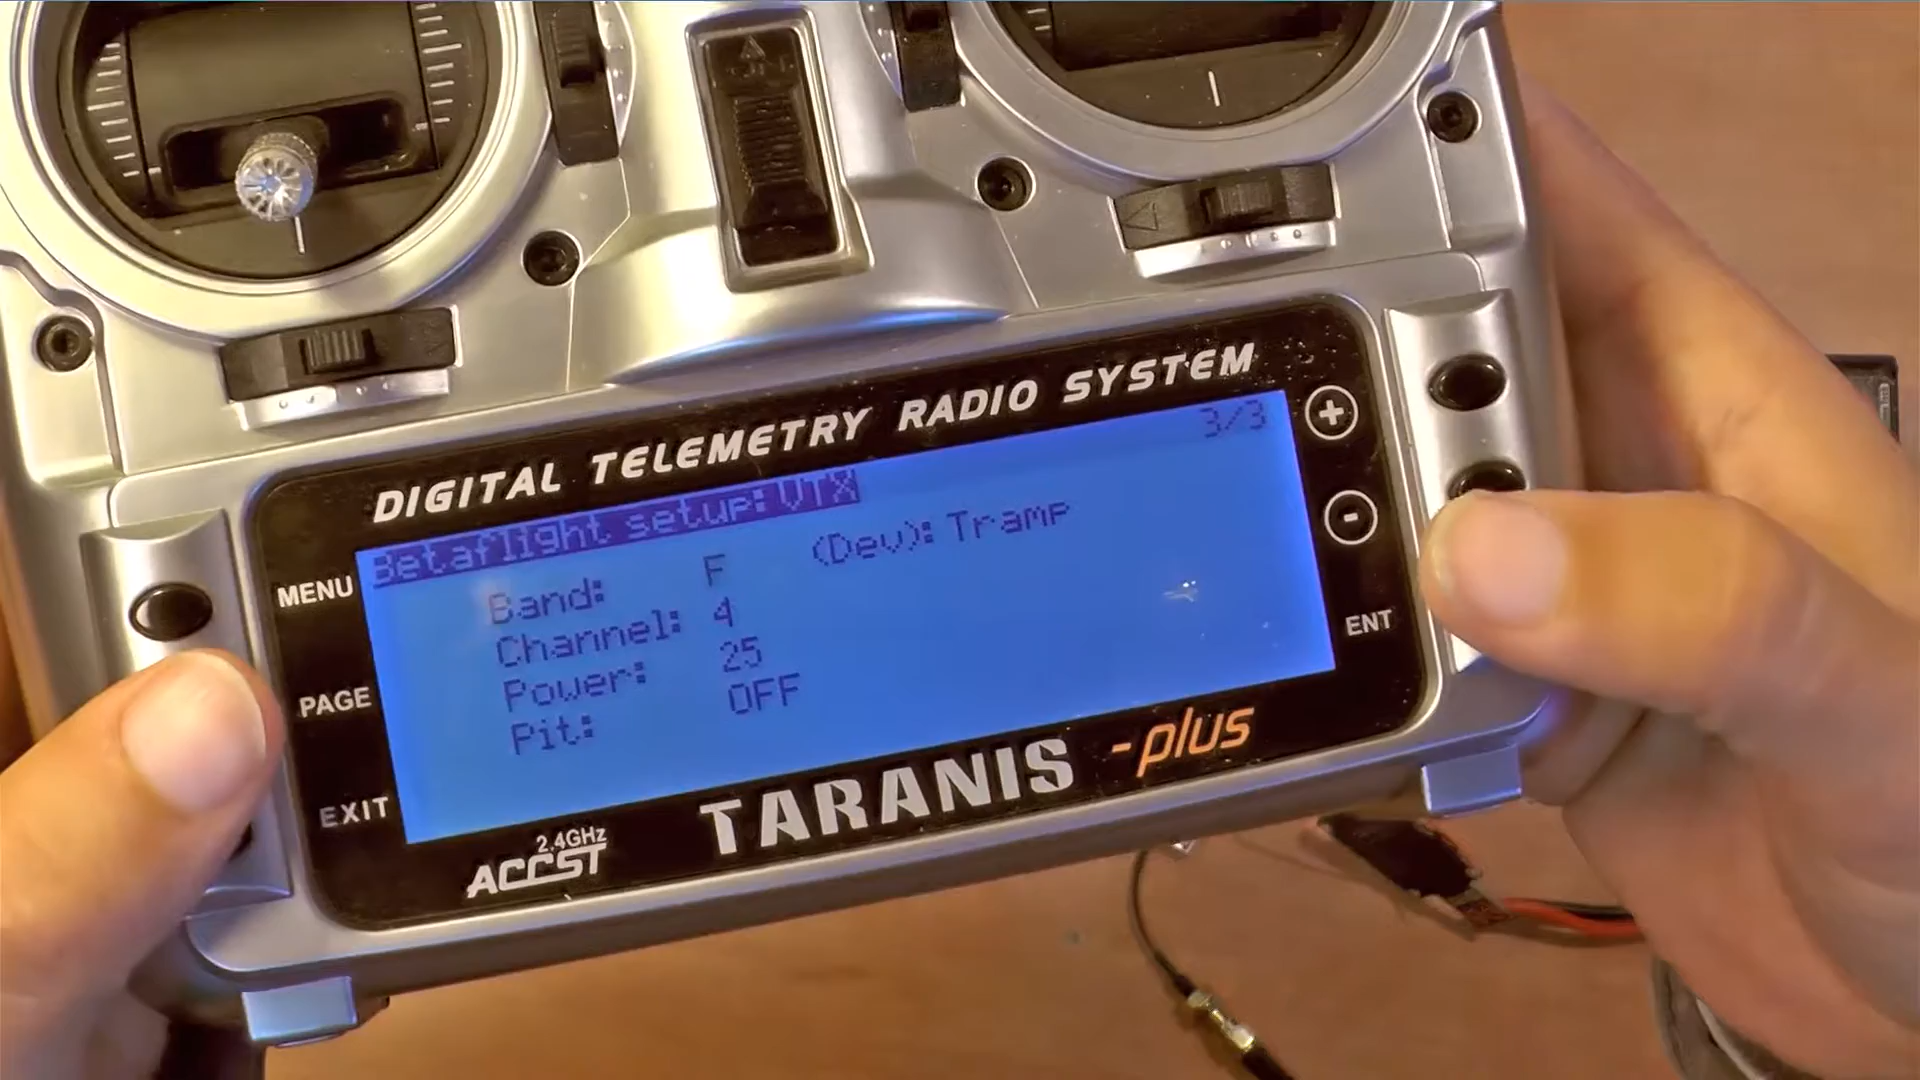 DIGITAL TELEMETRY RADIO SYSTEM
3/3
Betaflight setup: VTX
Band: F (Dev): Tramp
Channel: 4
Power: 25
Pit: OFF
MENU
PAGE
EXIT
+
-
ENT
2.4GHz
ACCST
TARANIS -plus